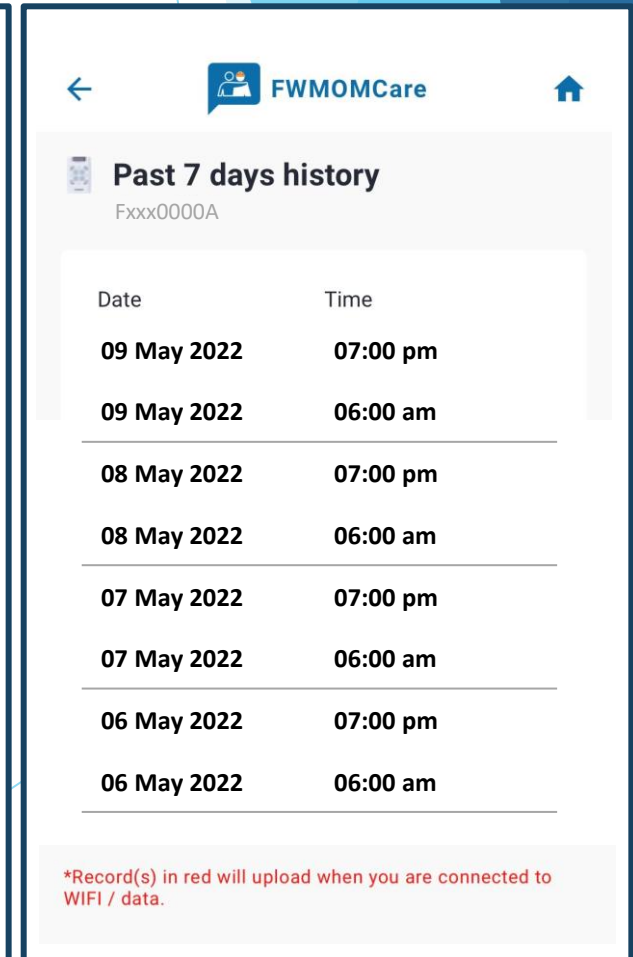 FWMOMCare
Past 7 days history
Fxxx0000A
Date Time
09 May 2022 07:00 pm
09 May 2022 06:00 am
08 May 2022 07:00 pm
08 May 2022 06:00 am
07 May 2022 07:00 pm
07 May 2022 06:00 am
06 May 2022 07:00 pm
06 May 2022 06:00 am
*Record(s) in red will upload when you are connected to
WIFI / data.